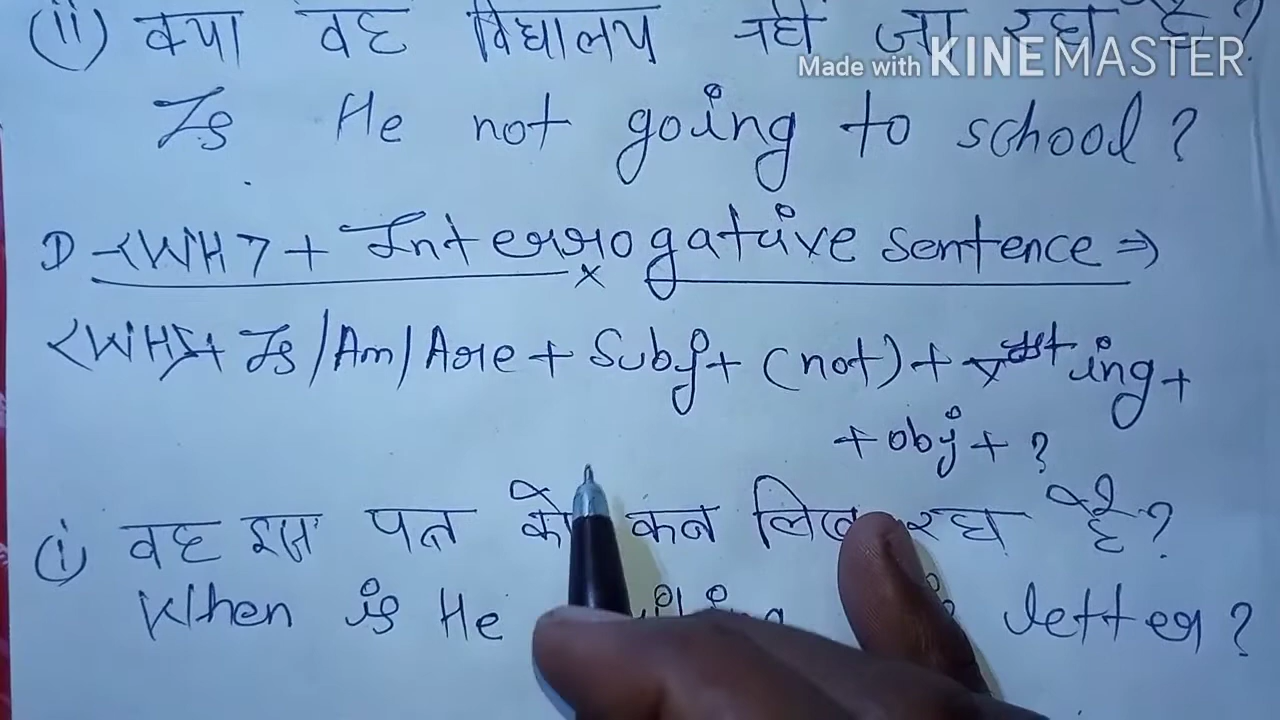 (ii) क्या वह विद्यालय नहीं जा रहा है?
Made with KINEMASTER
Is He not going to school?
D <WH> + Interrogative sentence ⇒
<WH> + Is/Am/Are + Subj + (not) + ing +
+ obj + ?
(i) वह इस पत्र को कब लिख रहा है?
When is He letter?